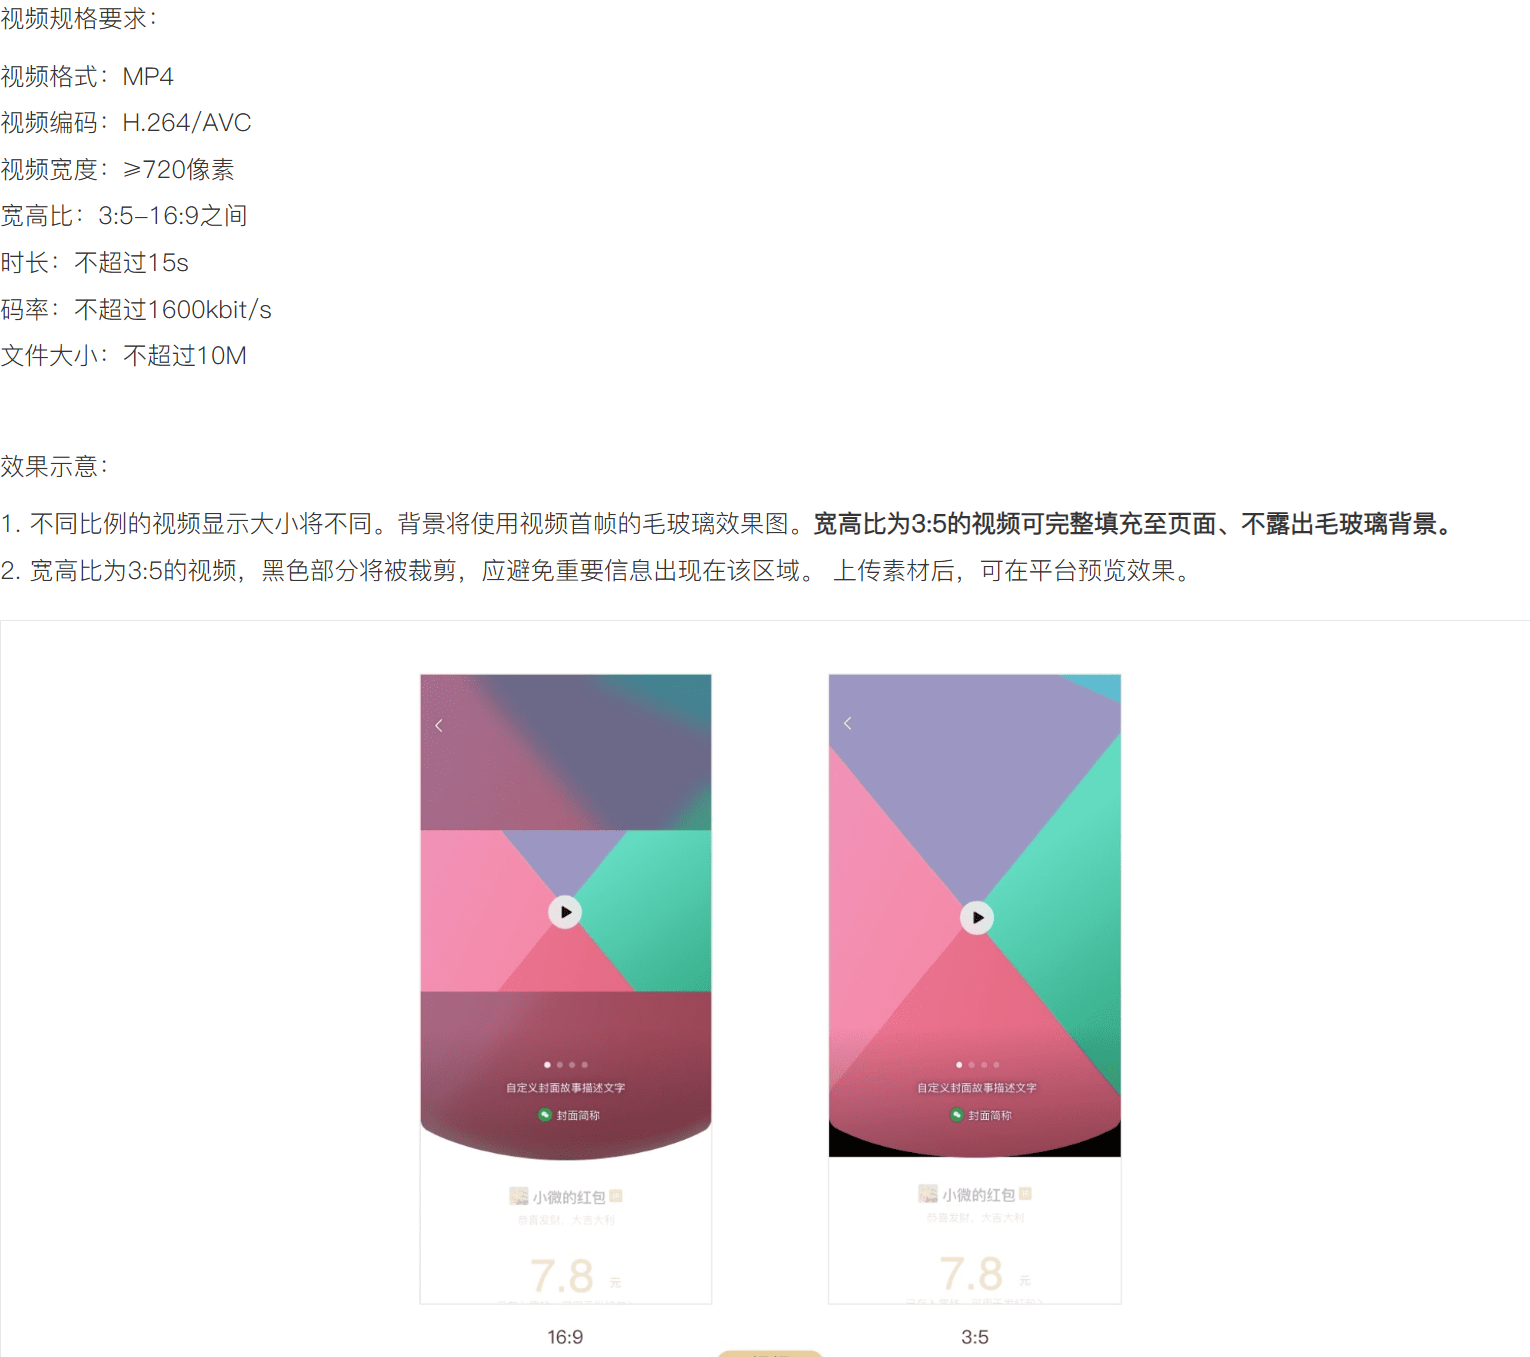 视频规格要求：
视频格式：MP4
视频编码：H.264/AVC
视频宽度：≥720像素
宽高比：3:5-16:9之间
时长：不超过15s
码率：不超过1600kbit/s
文件大小：不超过10M
效果示意：
1. 不同比例的视频显示大小将不同。背景将使用视频首帧的毛玻璃效果图。宽高比为3:5的视频可完整填充至页面、不露出毛玻璃背景。
2. 宽高比为3:5的视频，黑色部分将被裁剪，应避免重要信息出现在该区域。 上传素材后，可在平台预览效果。
自定义封面故事描述文字
封面简称
小微的红包
恭喜发财，大吉大利
7.8 元
16:9
自定义封面故事描述文字
封面简称
小微的红包
恭喜发财，大吉大利
7.8 元
3:5